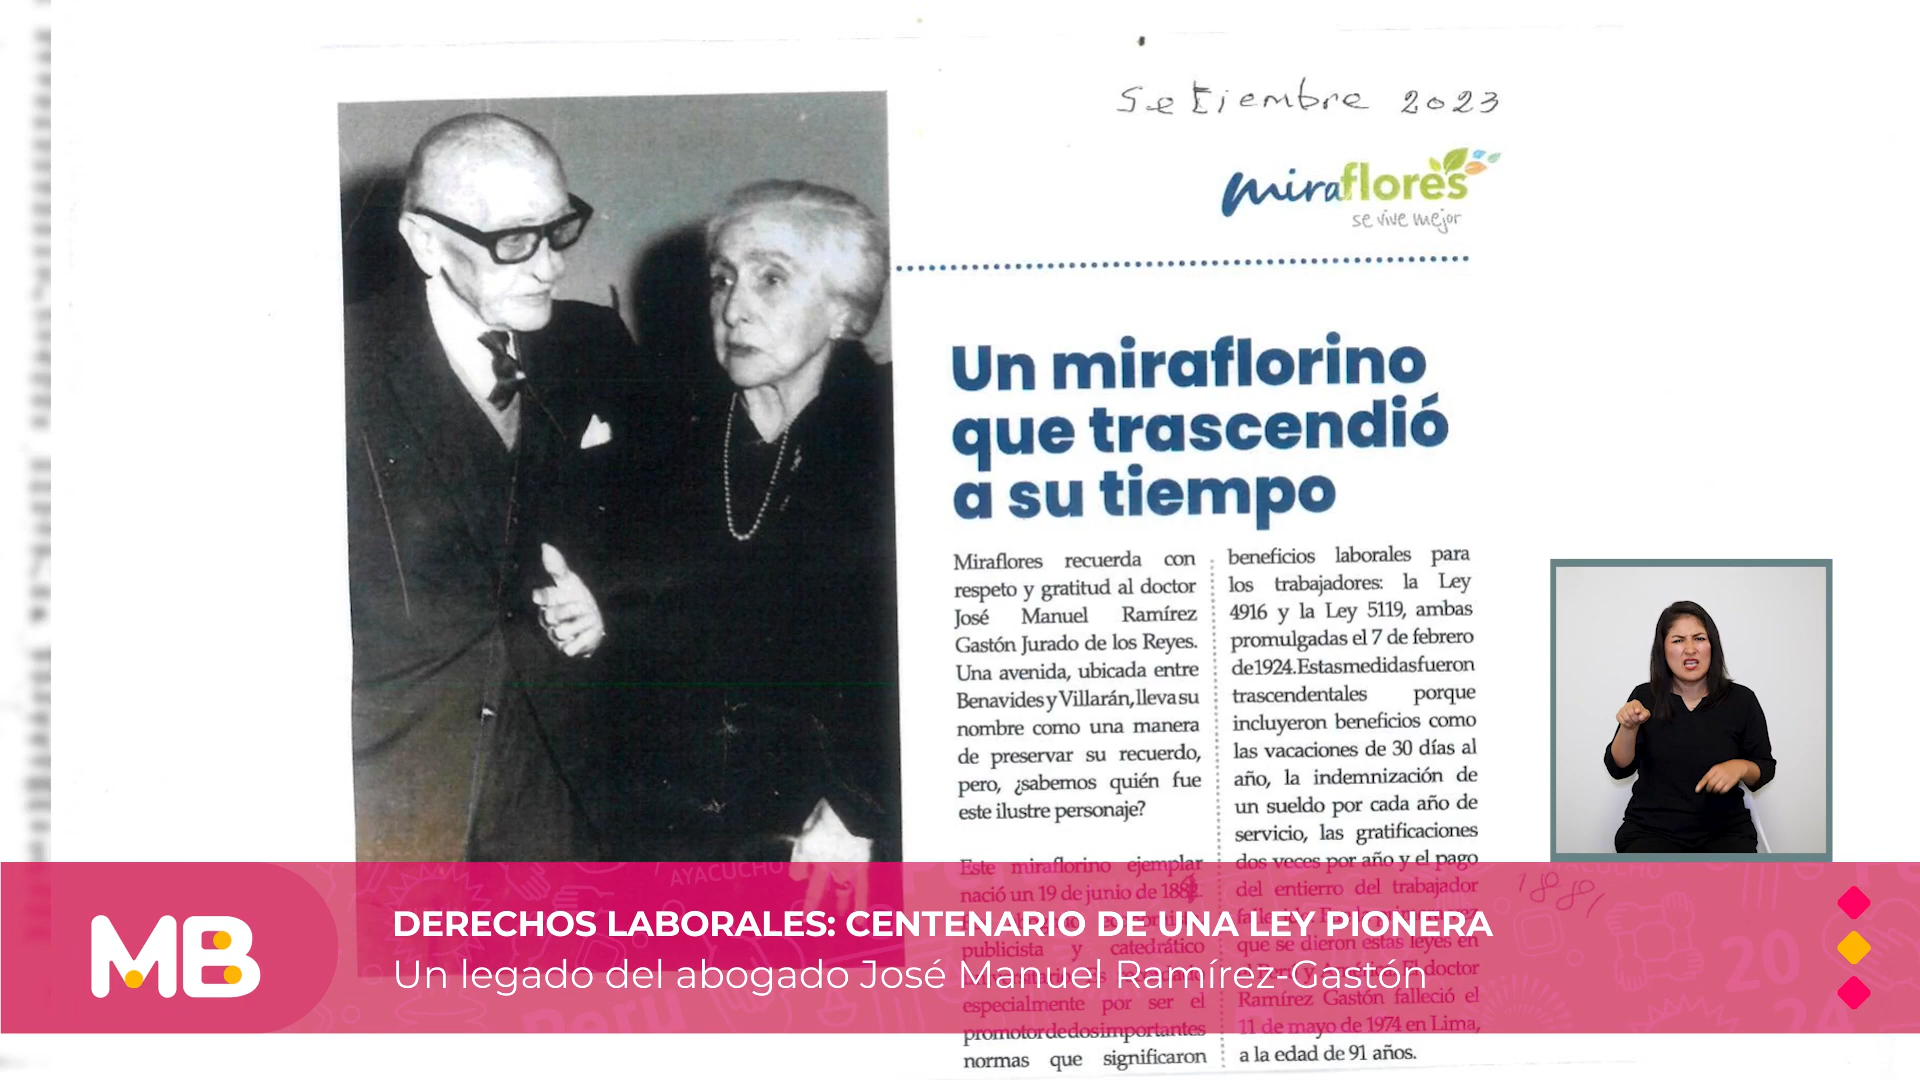 Setiembre 2023
miraflores
se vive mejor
Un miraflorino
que trascendió
a su tiempo
Miraflores recuerda con
respeto y gratitud al doctor
José Manuel Ramírez
Gastón Jurado de los Reyes.
Una avenida, ubicada entre
Benavides y Villarán, lleva su
nombre como una manera
de preservar su recuerdo,
pero, ¿sabemos quién fue
este ilustre personaje?
Este miraflorino ejemplar
nació un 19 de junio de
publicista y catedrático
especialmente por ser el
promotor de dos importantes
normas que significaron
beneficios laborales para
los trabajadores: la Ley
4916 y la Ley 5119, ambas
promulgadas el 7 de febrero
de 1924. Estas medidas fueron
trascendentales porque
incluyeron beneficios como
las vacaciones de 30 días al
año, la indemnización de
un sueldo por cada año de
servicio, las gratificaciones
dos veces por año y el pago
del entierro del trabajador
que se dieron estas leyes en
doctor
Ramírez Gastón falleció el
11 de mayo de 1974 en Lima,
a la edad de 91 años.
1881
AYACUCHO
Perú
2024
MB
DERECHOS LABORALES: CENTENARIO DE UNA LEY PIONERA
Un legado del abogado José Manuel Ramírez-Gastón